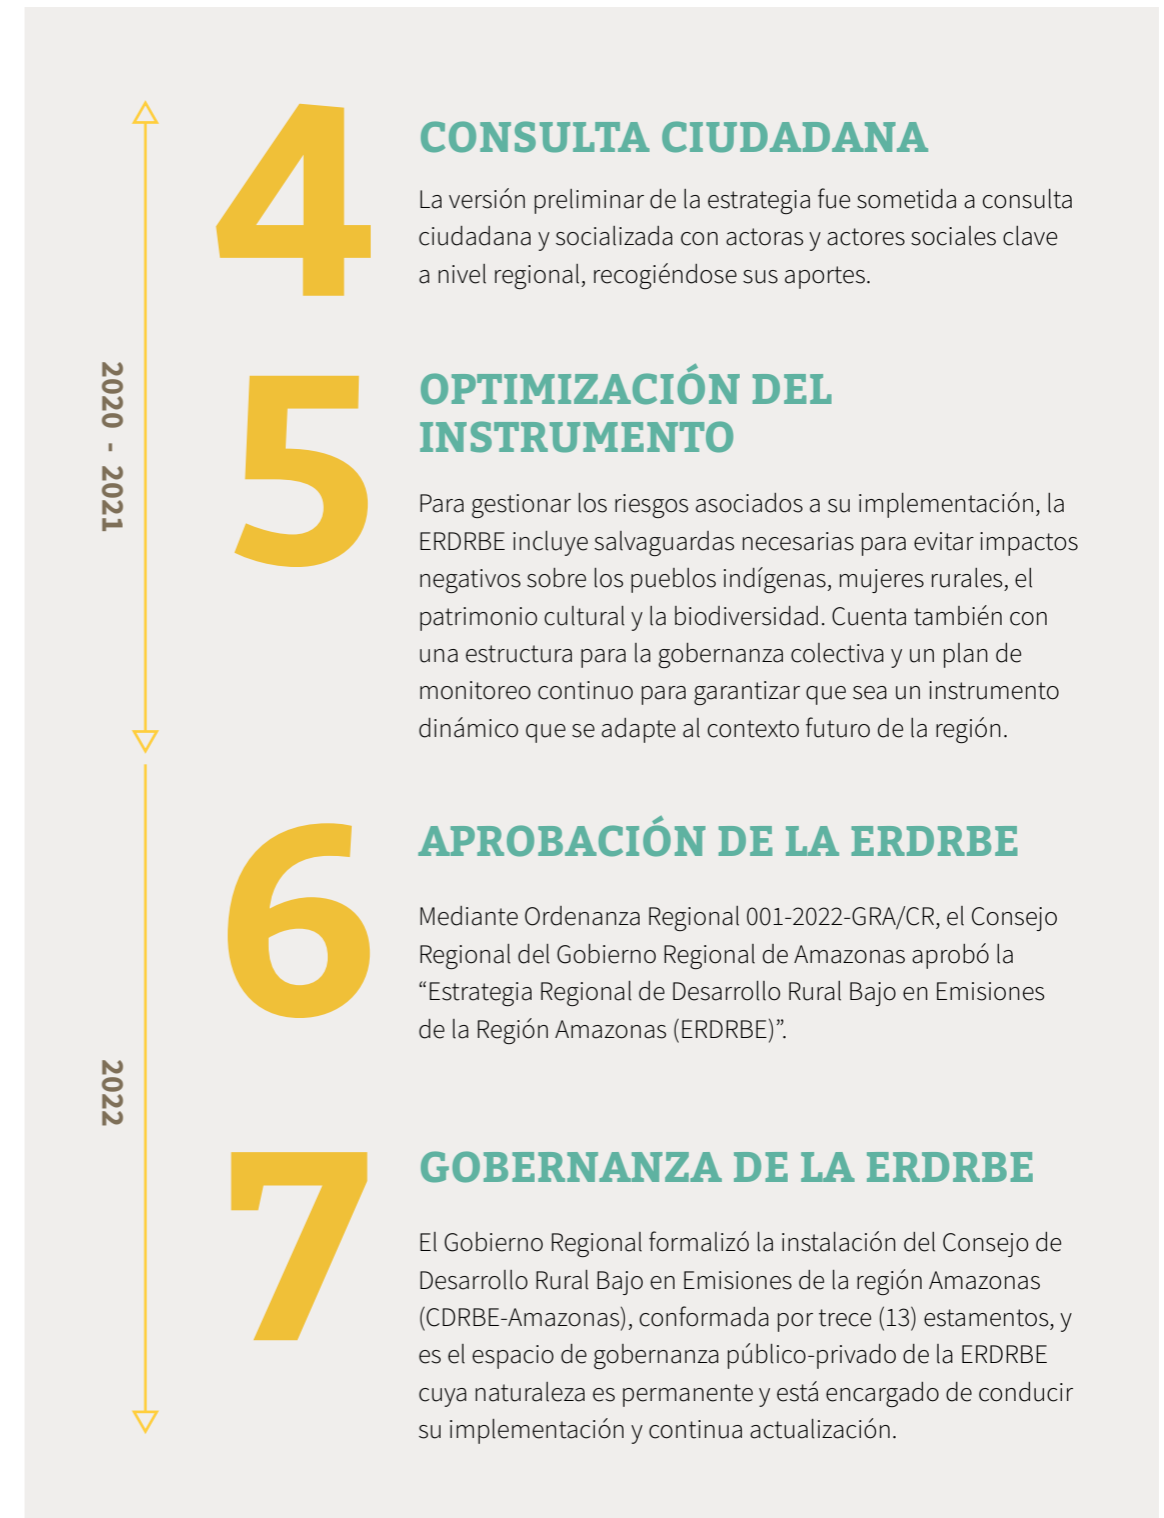 2020 - 2021
4
CONSULTA CIUDADANA
La versión preliminar de la estrategia fue sometida a consulta
ciudadana y socializada con actoras y actores sociales clave
a nivel regional, recogiéndose sus aportes.
5
OPTIMIZACIÓN DEL
INSTRUMENTO
Para gestionar los riesgos asociados a su implementación, la
ERDRBE incluye salvaguardas necesarias para evitar impactos
negativos sobre los pueblos indígenas, mujeres rurales, el
patrimonio cultural y la biodiversidad. Cuenta también con
una estructura para la gobernanza colectiva y un plan de
monitoreo continuo para garantizar que sea un instrumento
dinámico que se adapte al contexto futuro de la región.
2022
6
APROBACIÓN DE LA ERDRBE
Mediante Ordenanza Regional 001-2022-GRA/CR, el Consejo
Regional del Gobierno Regional de Amazonas aprobó la
“Estrategia Regional de Desarrollo Rural Bajo en Emisiones
de la Región Amazonas (ERDRBE)”.
7
GOBERNANZA DE LA ERDRBE
El Gobierno Regional formalizó la instalación del Consejo de
Desarrollo Rural Bajo en Emisiones de la región Amazonas
(CDRBE-Amazonas), conformada por trece (13) estamentos, y
es el espacio de gobernanza público-privado de la ERDRBE
cuya naturaleza es permanente y está encargado de conducir
su implementación y continua actualización.